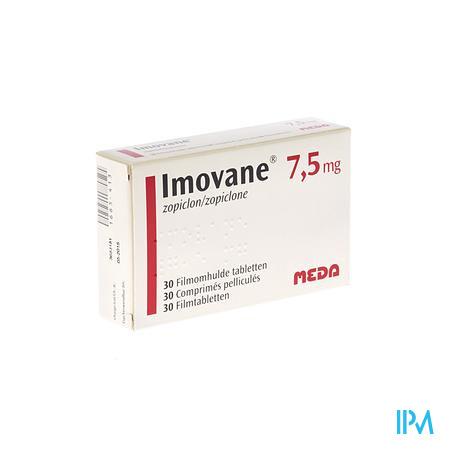 Imovane® 7,5 mg
zopiclon/zopiclone
30 Filmomhulde tabletten
30 Comprimés pelliculés
30 Filmtabletten
MEDA
IPM